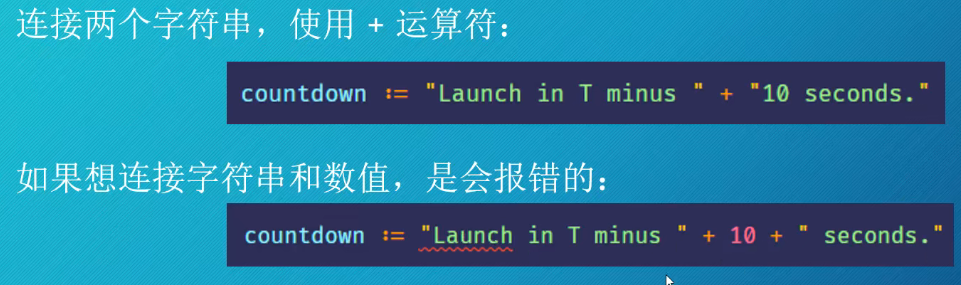 连接两个字符串，使用 + 运算符：
countdown := "Launch in T minus " + "10 seconds."
如果想连接字符串和数值，是会报错的：
countdown := "Launch in T minus " + 10 + " seconds."